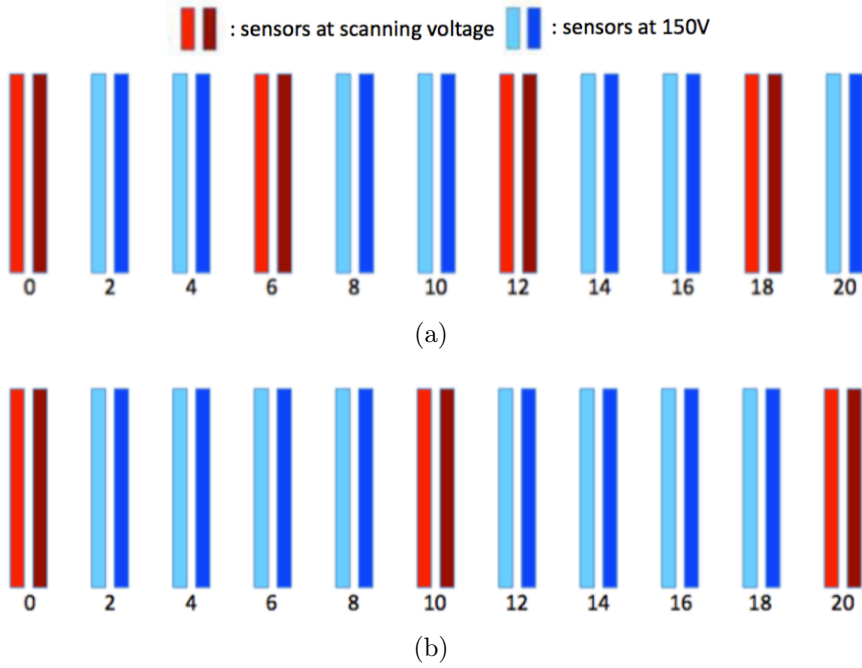 : sensors at scanning voltage : sensors at 150V
0 2 4 6 8 10 12 14 16 18 20
(a)
0 2 4 6 8 10 12 14 16 18 20
(b)